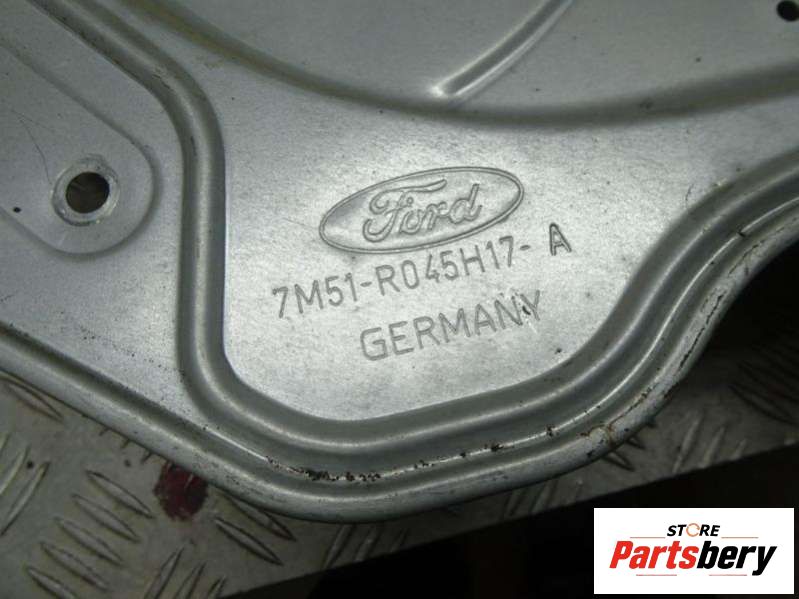 Ford
7M51-R045H17-A
GERMANY
STORE
Partsbery